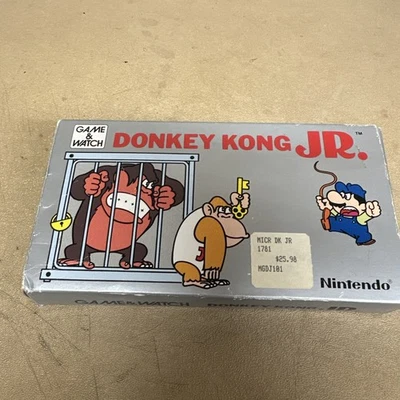 GAME
&
WATCH
DONKEY KONG JR.™
J
MICR DK JR
1781
$25.98
MGDJ101
Nintendo
GAME&WATCH DONKEY KONG JR.